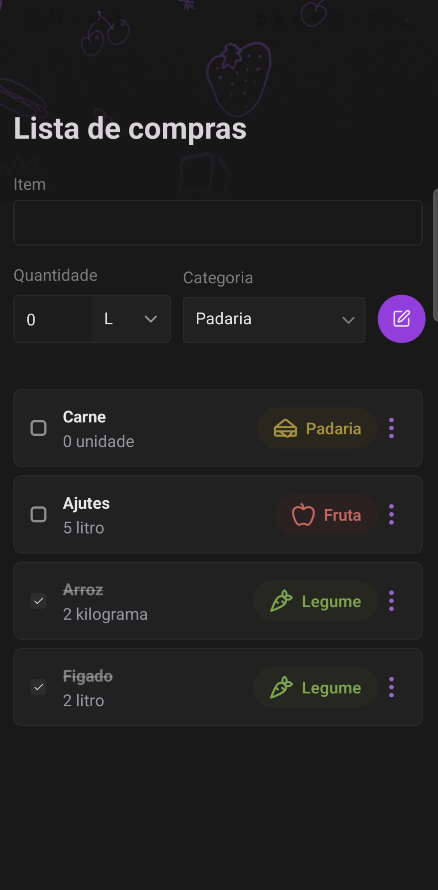 Lista de compras
Item
Quantidade
Categoria
0
L
Padaria
Carne
0 unidade
Padaria
Ajutes
5 litro
Fruta
Arroz
2 kilograma
Legume
Figado
2 litro
Legume